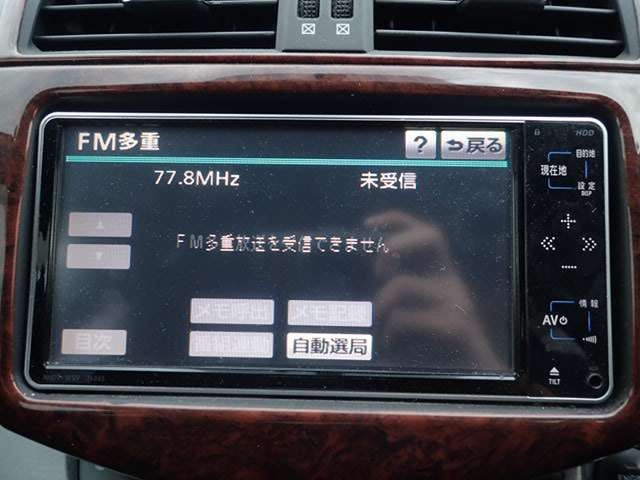 FM多重
? 戻る
77.8MHz 未受信
▲
▼
FM多重放送を受信できません
メモ呼出 メモ記録
目次 自動選局
HDD
現在地 目的地
設定
DISP
情報
AV
TILT